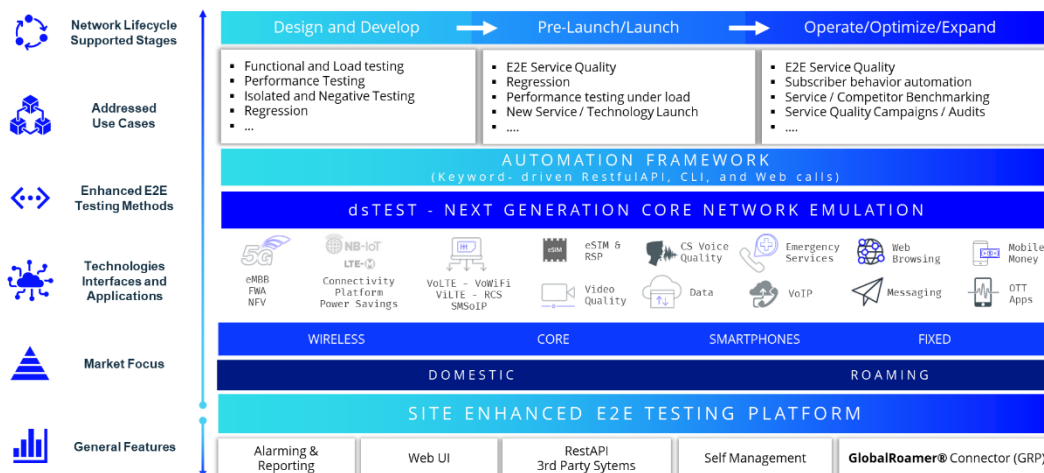 Network Lifecycle
Supported Stages
Design and Develop
Pre-Launch/Launch
Operate/Optimize/Expand
Addressed
Use Cases
Functional and Load testing
Performance Testing
Isolated and Negative Testing
Regression
...
E2E Service Quality
Regression
Performance testing under load
New Service / Technology Launch
....
E2E Service Quality
Subscriber behavior automation
Service / Competitor Benchmarking
Service Quality Campaigns / Audits
....
Enhanced E2E
Testing Methods
AUTOMATION FRAMEWORK
(Keyword- driven RestfulAPI, CLI, and Web calls)
dsTEST - NEXT GENERATION CORE NETWORK EMULATION
Technologies
Interfaces and
Applications
5G
eMBB
FWA
NFV
NB-IoT
LTE-M
Connectivity
Platform
Power Savings
VoLTE - VoWiFi
ViLTE - RCS
SMSoIP
eSIM
eSIM &
RSP
CS Voice
Quality
Emergency
Services
Web
Browsing
Mobile
Money
Video
Quality
Data
VoIP
Messaging
OTT
Apps
Market Focus
WIRELESS
CORE
SMARTPHONES
FIXED
DOMESTIC
ROAMING
SITE ENHANCED E2E TESTING PLATFORM
General Features
Alarming &
Reporting
Web UI
RestAPI
3rd Party Sytems
Self Management
GlobalRoamer® Connector (GRP)